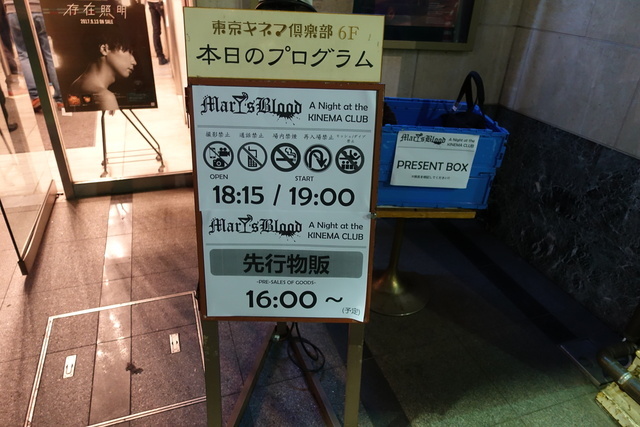 存在照明
2017.9.13 ON SALE
東京キネマ倶楽部 6F
本日のプログラム
Mary's Blood
A Night at the
KINEMA CLUB
撮影禁止 通話禁止 場内禁煙 再入場禁止
OPEN START
18:15 / 19:00
Mary's Blood
A Night at the
KINEMA CLUB
先行物販
-PRE-SALES OF GOODS-
16:00 ～
(予定)
Mary's Blood
A Night at the
KINEMA CLUB
PRESENT BOX